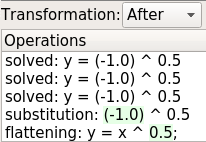 Transformation: After
Operations
solved: y = (-1.0) ^ 0.5
solved: y = (-1.0) ^ 0.5
solved: y = (-1.0) ^ 0.5
substitution: (-1.0) ^ 0.5
flattening: y = x ^ 0.5;